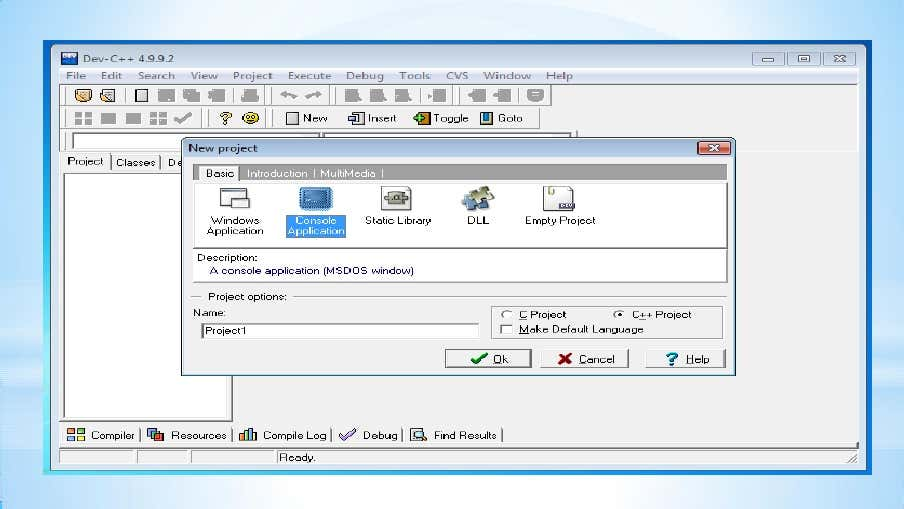 Dev-C++ 4.9.9.2
File Edit Search View Project Execute Debug Tools CVS Window Help
New Insert Toggle Goto
Project Classes De
New project
Basic Introduction MultiMedia
Windows Application
Console Application
Static Library
DLL
Empty Project
Description:
A console application (MSDOS window)
Project options:
Name:
Project1
C Project C++ Project
Make Default Language
Ok Cancel Help
Compiler Resources Compile Log Debug Find Results
Ready.